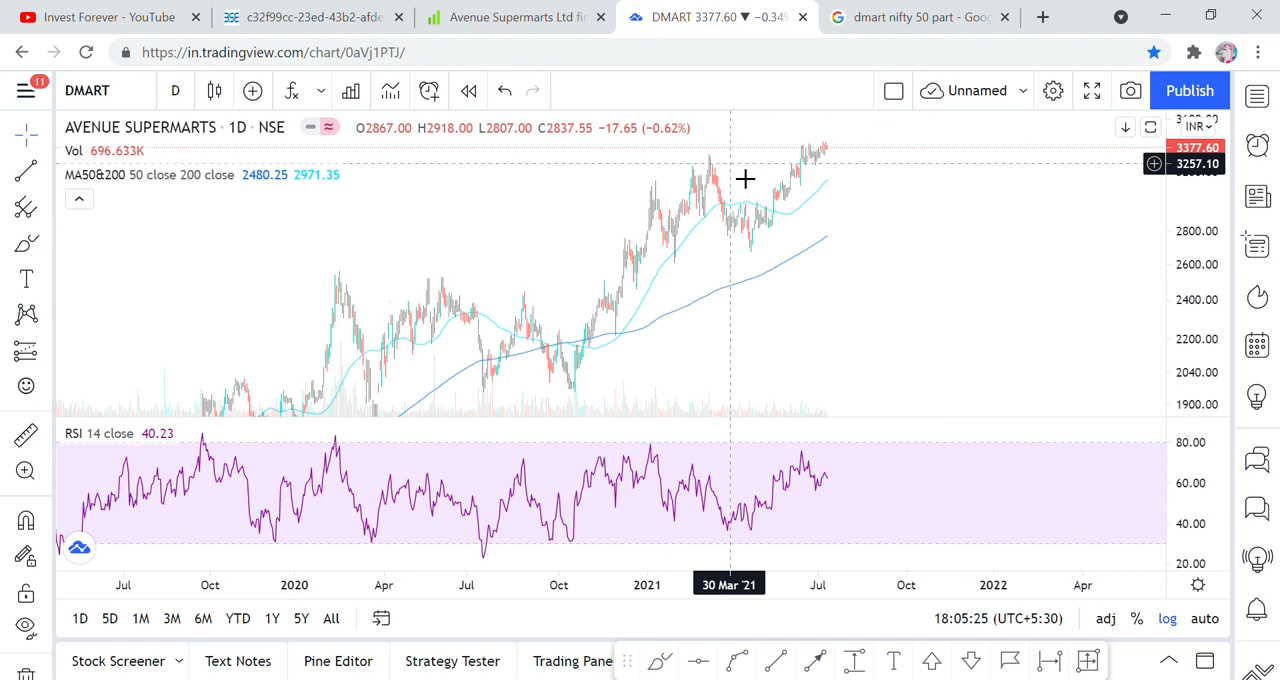 Invest Forever - YouTube
c32f99cc-23ed-43b2-afde
Avenue Supermarts Ltd fin
DMART 3377.60 ▼ −0.34%
dmart nifty 50 part - Goog
https://in.tradingview.com/chart/0aVj1PTJ/
11
DMART
D
Unnamed
Publish
AVENUE SUPERMARTS · 1D · NSE
O2867.00 H2918.00 L2807.00 C2837.55 −17.65 (−0.62%)
INR
Vol 696.633K
3377.60
3257.10
MA50&200 50 close 200 close 2480.25 2971.35
2800.00
2600.00
2400.00
2200.00
2040.00
1900.00
RSI 14 close 40.23
80.00
60.00
40.00
20.00
Jul
Oct
2020
Apr
Jul
Oct
2021
30 Mar '21
Jul
Oct
2022
Apr
1D 5D 1M 3M 6M YTD 1Y 5Y All
18:05:25 (UTC+5:30)
adj % log auto
Stock Screener
Text Notes
Pine Editor
Strategy Tester
Trading Pane